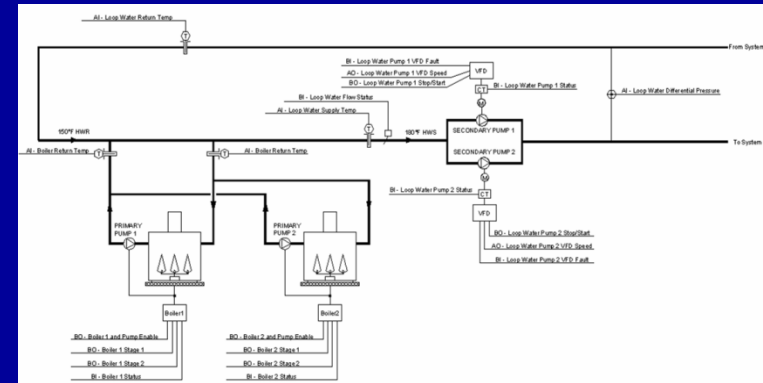 AI - Loop Water Return Temp
From System
BI - Loop Water Pump 1 VFD Fault
AO - Loop Water Pump 1 VFD Speed
BO - Loop Water Pump 1 Stop/Start
VFD
CT
BI - Loop Water Pump 1 Status
M
T
BI - Loop Water Flow Status
AI - Loop Water Supply Temp
T
AI - Loop Water Differential Pressure
150°F HWR
180°F HWS
SECONDARY PUMP 1
SECONDARY PUMP 2
To System
AI - Boiler Return Temp
T
T
AI - Boiler Return Temp
M
BI - Loop Water Pump 2 Status
CT
VFD
PRIMARY
PUMP 1
PRIMARY
PUMP 2
BO - Loop Water Pump 2 Stop/Start
AO - Loop Water Pump 2 VFD Speed
BI - Loop Water Pump 2 VFD Fault
Boiler1
Boiler2
BO - Boiler 1 and Pump Enable
BO - Boiler 1 Stage 1
BO - Boiler 1 Stage 2
BI - Boiler 1 Status
BO - Boiler 2 and Pump Enable
BO - Boiler 2 Stage 1
BO - Boiler 2 Stage 2
BI - Boiler 2 Status